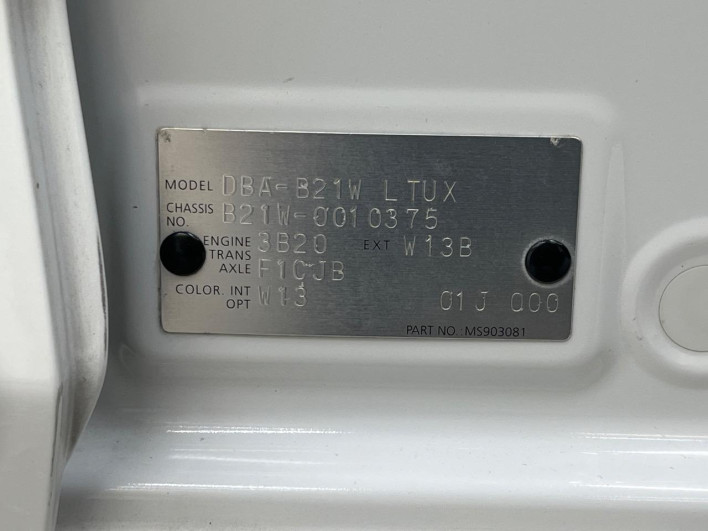 MODEL DBA-B21W LTUX
CHASSIS NO. B21W-0010375
ENGINE 3B20 EXT W13B
TRANS AXLE F1CJB
COLOR. INT OPT W13 01J 000
PART NO. MS903081